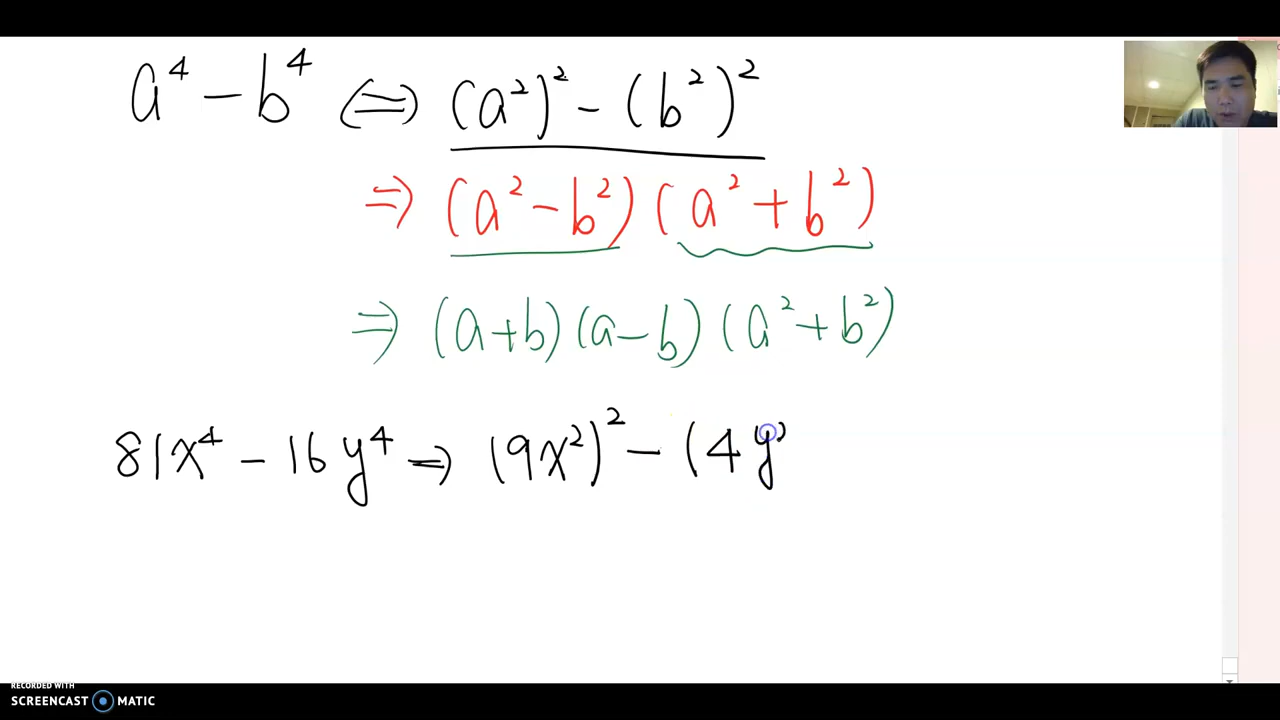 a⁴ - b⁴ ⇔ (a²)² - (b²)²
⇒ (a² - b²)(a² + b²)
⇒ (a+b)(a-b)(a²+b²)
81x⁴ - 16y⁴ ⇒ (9x²)² - (4y²
RECORDED WITH
SCREENCAST MATIC